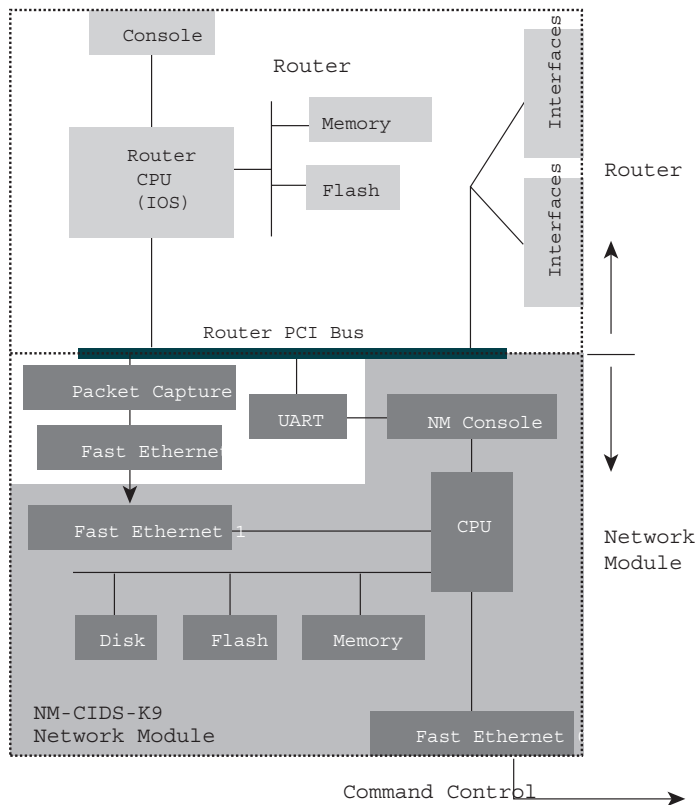 Console
Router
Router
CPU
(IOS)
Memory
Flash
Interfaces
Interfaces
Router
Router PCI Bus
Packet Capture
UART
NM Console
Fast Ethernet
Fast Ethernet 1
CPU
Network
Module
Disk
Flash
Memory
NM-CIDS-K9
Network Module
Fast Ethernet
Command Control